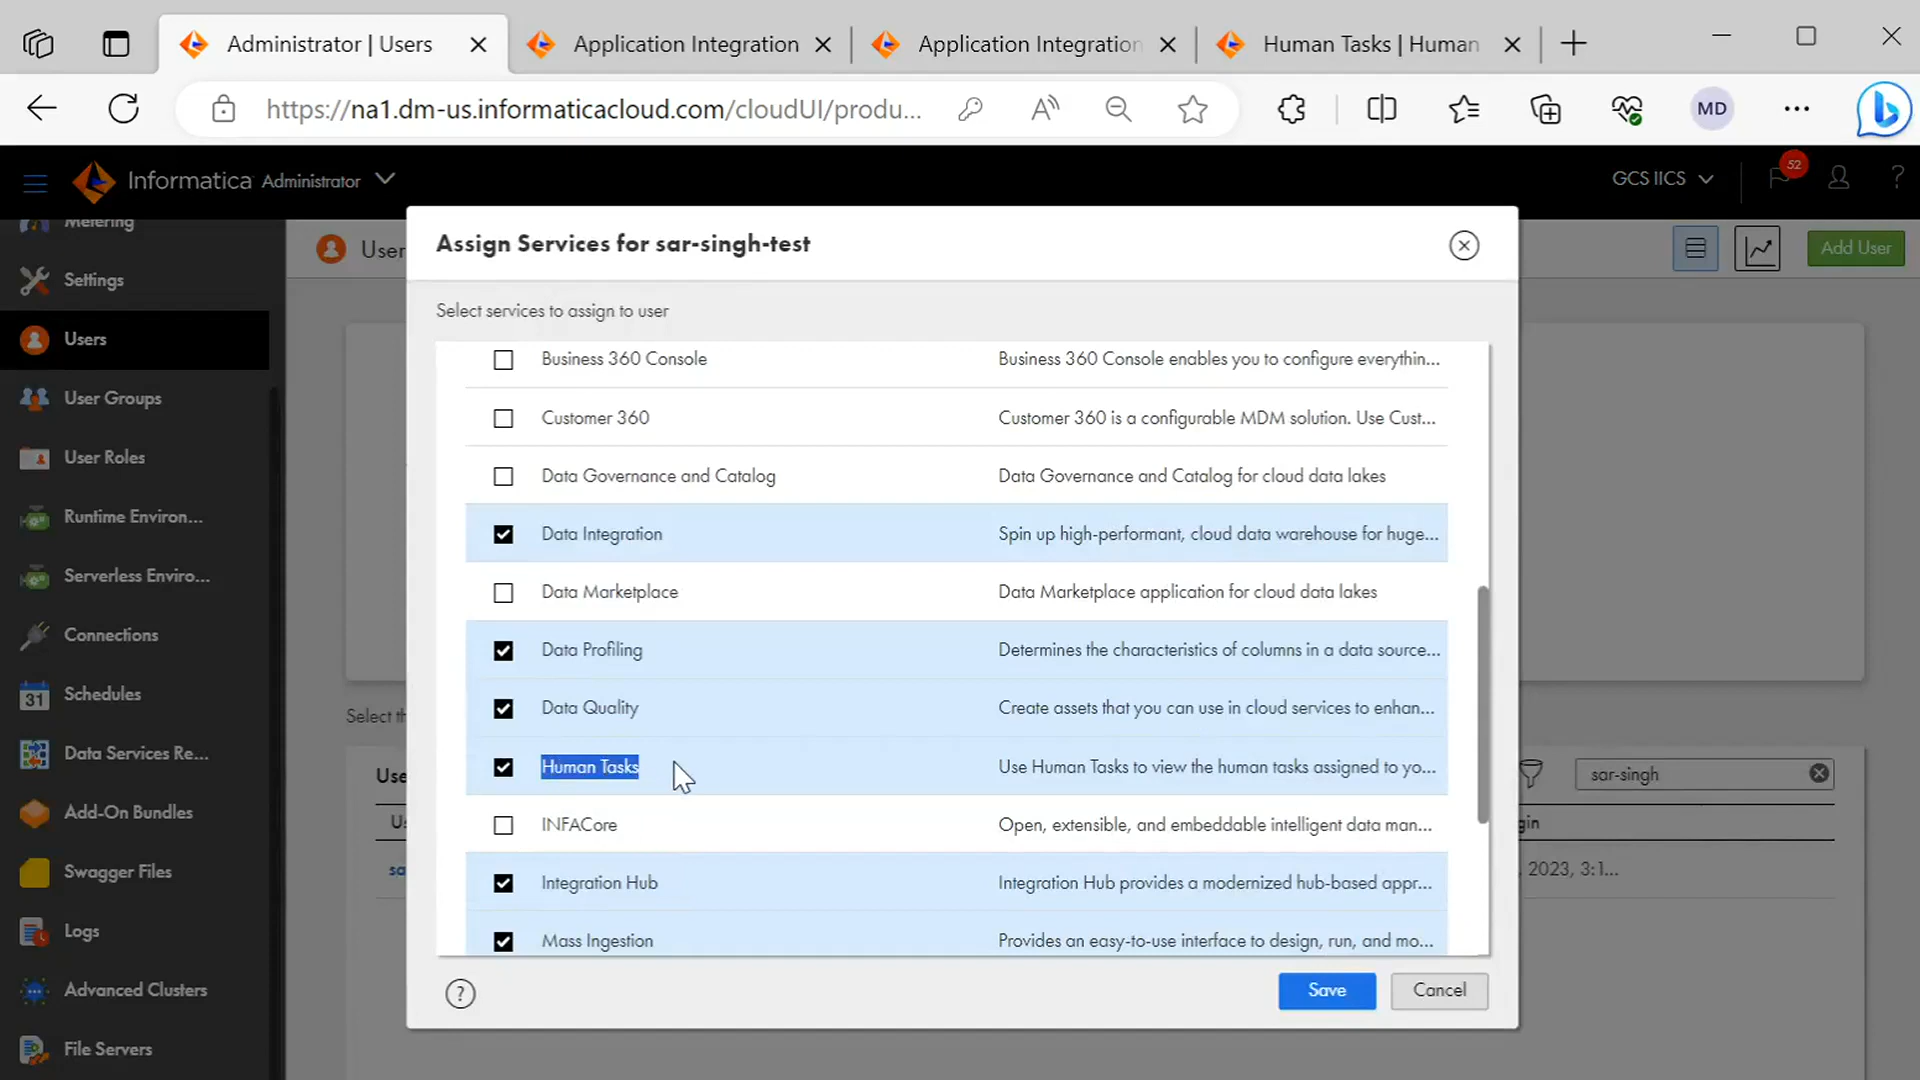 Administrator | Users
Application Integration
Application Integration
Human Tasks | Human
https://na1.dm-us.informaticacloud.com/cloudUI/produ...
MD
Informatica Administrator
GCS IICS
52
?
Metering
Settings
Users
User Groups
User Roles
Runtime Environ...
Serverless Enviro...
Connections
31
Schedules
Data Services Re...
Add-On Bundles
Swagger Files
Logs
Advanced Clusters
File Servers
User
Add User
Assign Services for sar-singh-test
Select services to assign to user
Business 360 Console Business 360 Console enables you to configure everythin...
Customer 360 Customer 360 is a configurable MDM solution. Use Cust...
Data Governance and Catalog Data Governance and Catalog for cloud data lakes
Data Integration Spin up high-performant, cloud data warehouse for huge...
Data Marketplace Data Marketplace application for cloud data lakes
Data Profiling Determines the characteristics of columns in a data source...
Data Quality Create assets that you can use in cloud services to enhan...
Human Tasks Use Human Tasks to view the human tasks assigned to yo...
INFACore Open, extensible, and embeddable intelligent data man...
Integration Hub Integration Hub provides a modernized hub-based appr...
Mass Ingestion Provides an easy-to-use interface to design, run, and mo...
?
Save
Cancel
Select th
Use
sar-singh
gin
sa
, 2023, 3:1...